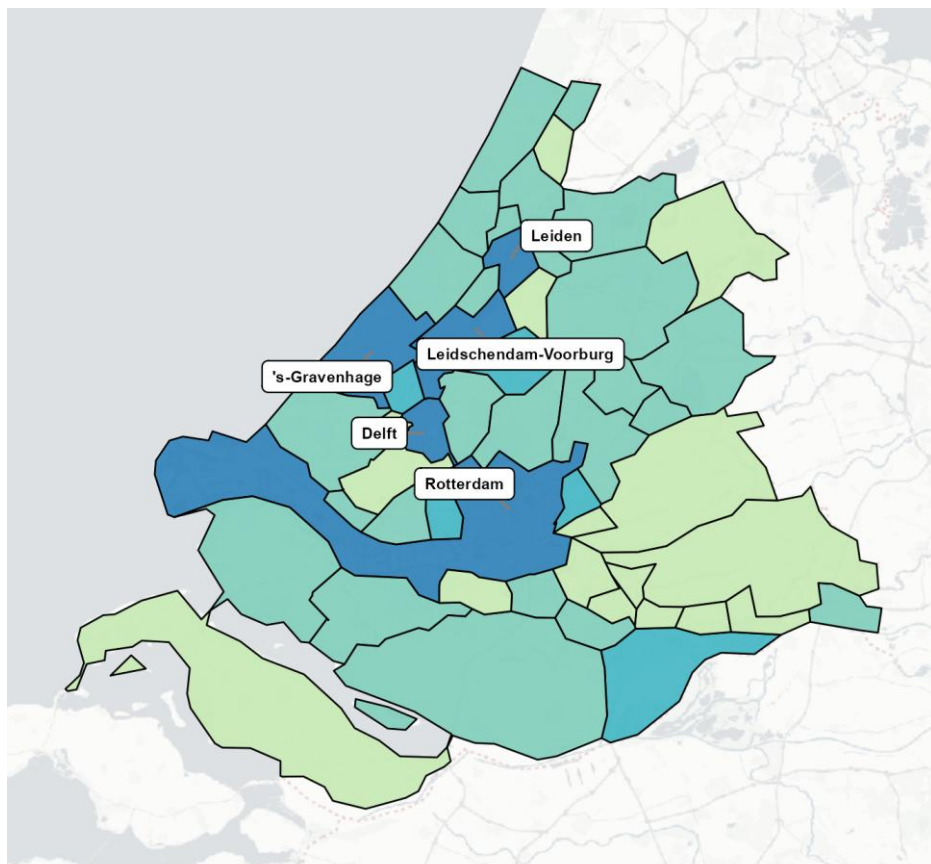 Leiden
Leidschendam-Voorburg
's-Gravenhage
Delft
Rotterdam